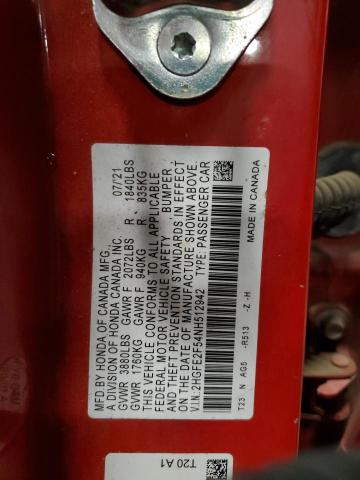 MFD BY HONDA OF CANADA MFG., 07/21
A DIVISION OF HONDA CANADA INC.
GVWR 3880LBS GAWR F 2072LBS R 1840LBS
GVWR 1760KG GAWR F 940KG R 835KG
THIS VEHICLE CONFORMS TO ALL APPLICABLE
FEDERAL MOTOR VEHICLE SAFETY, BUMPER,
AND THEFT PREVENTION STANDARDS IN EFFECT
ON THE DATE OF MANUFACTURE SHOWN ABOVE.
V.I.N.:2HGFE2F54NH512942 TYPE: PASSENGER CAR
T23 N AG5 -R513 -Z -H
MADE IN CANADA
T20 A1